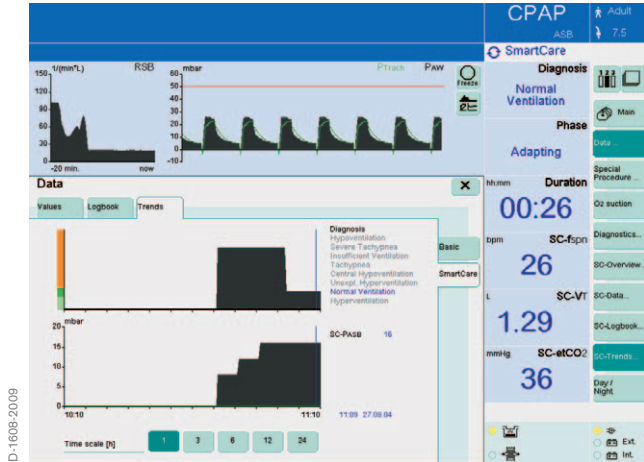 CPAP
Adult
ASB
7.5
SmartCare
1/(min*L)
RSB
mbar
PTrach
PAW
Freeze
150
120
90
60
30
0
-20 min.
now
60
50
40
30
20
10
0
-10
Diagnosis
Normal
Ventilation
Phase
Adapting
hh:mm
Duration
00:26
bpm
SC-fspn
26
L
SC-VT
1.29
mmHg
SC-etCO2
36
Main
Data ...
Special
Procedure ...
O2 suction
Diagnostics...
SC-Overview...
SC-Data...
SC-Logbook...
SC-Trends...
Day /
Night
Ext.
Int.
Data
Values
Logbook
Trends
Basic
SmartCare
Diagnosis
Hypoventilation
Severe Tachypnea
Insufficient Ventilation
Tachypnea
Central Hypoventilation
Unexpl. Hyperventilation
Normal Ventilation
Hyperventilation
mbar
20
15
10
5
0
SC-PASB 16
10:10
11:10
11:09 27.08.04
Time scale [h]
1
3
6
12
24
D-1608-2009